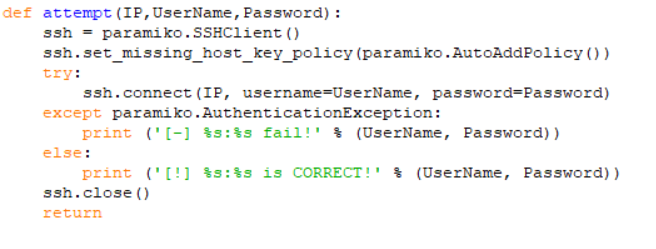 def attempt(IP,UserName,Password):
    ssh = paramiko.SSHClient()
    ssh.set_missing_host_key_policy(paramiko.AutoAddPolicy())
    try:
        ssh.connect(IP, username=UserName, password=Password)
    except paramiko.AuthenticationException:
        print ('[-] %s:%s fail!' % (UserName, Password))
    else:
        print ('[!] %s:%s is CORRECT!' % (UserName, Password))
    ssh.close()
    return